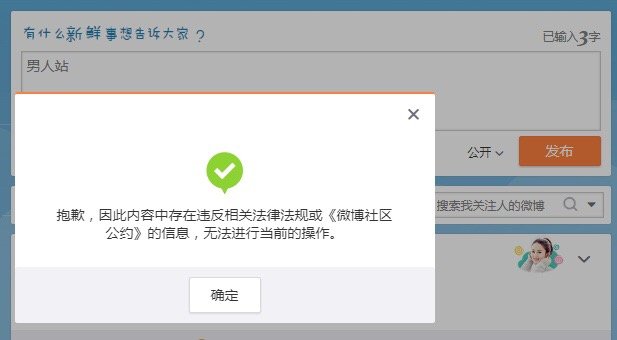 有什么新鲜事想告诉大家？
已输入3字
男人站
抱歉，因此内容中存在违反相关法律法规或《微博社区
公约》的信息，无法进行当前的操作。
公开
发布
搜索我关注人的微博
确定